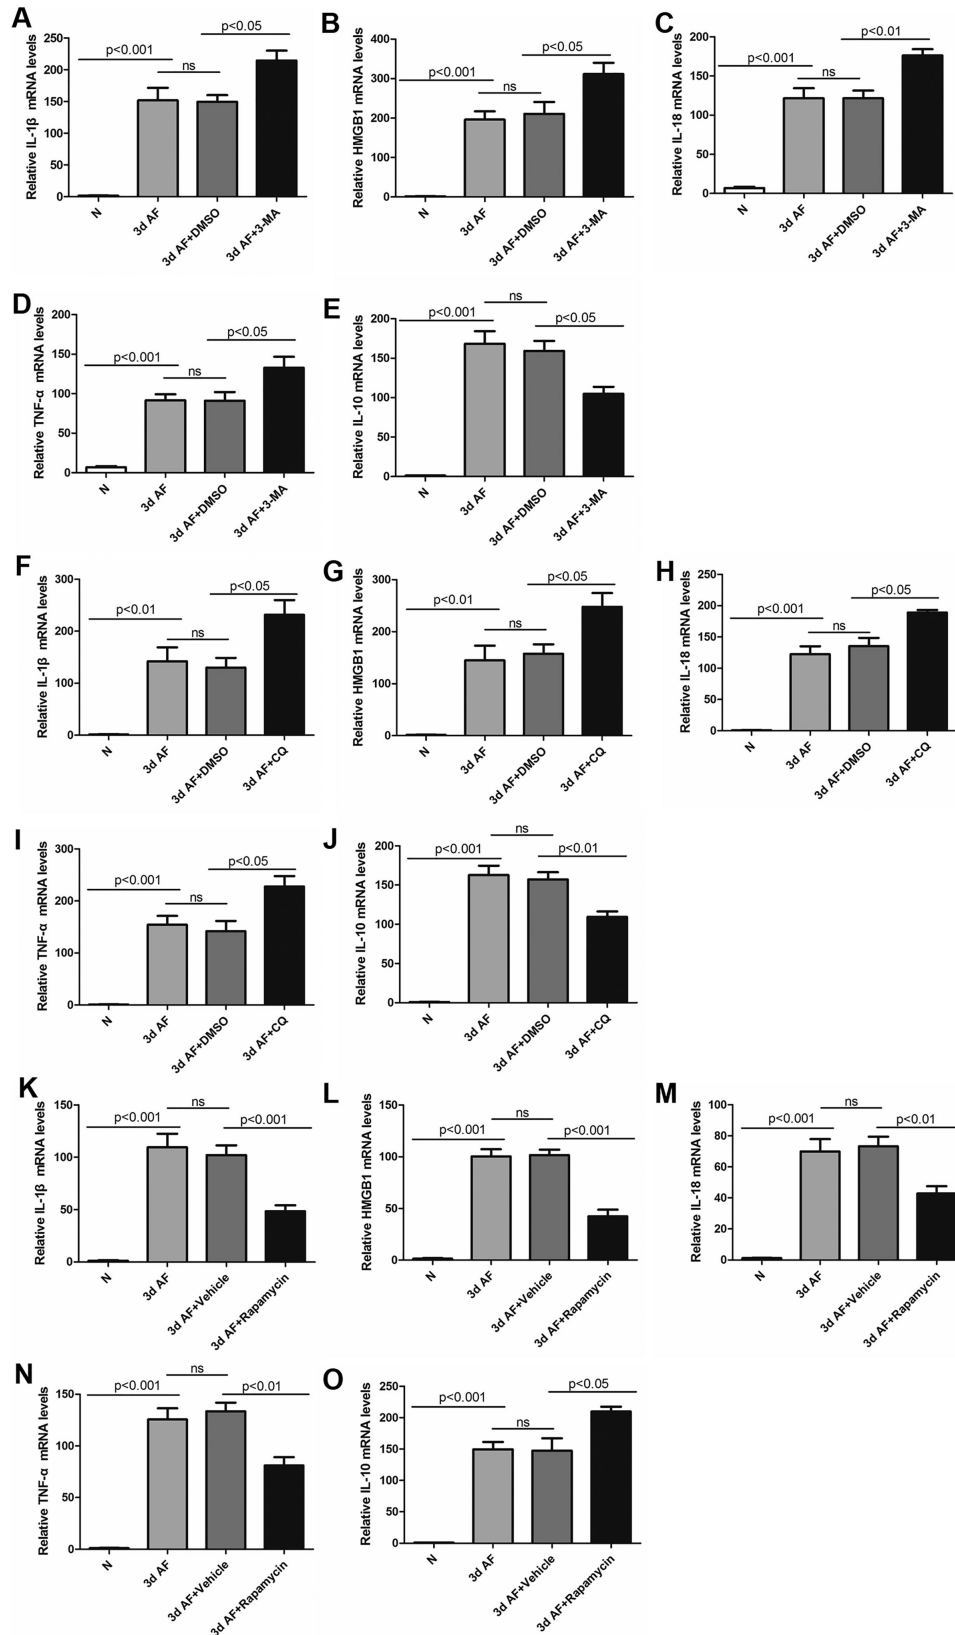 A
Relative IL-1β mRNA levels
250
200
150
100
50
0
p<0.001
p<0.05
ns
N
3d AF
3d AF+DMSO
3d AF+3-MA
B
Relative HMGB1 mRNA levels
400
300
200
100
0
p<0.001
p<0.05
ns
N
3d AF
3d AF+DMSO
3d AF+3-MA
C
Relative IL-18 mRNA levels
200
150
100
50
0
p<0.001
p<0.01
ns
N
3d AF
3d AF+DMSO
3d AF+3-MA
D
Relative TNF-α mRNA levels
200
150
100
50
0
p<0.001
p<0.05
ns
N
3d AF
3d AF+DMSO
3d AF+3-MA
E
Relative IL-10 mRNA levels
200
150
100
50
0
p<0.001
ns
p<0.05
N
3d AF
3d AF+DMSO
3d AF+3-MA
F
Relative IL-1β mRNA levels
300
200
100
0
p<0.01
p<0.05
ns
N
3d AF
3d AF+DMSO
3d AF+CQ
G
Relative HMGB1 mRNA levels
300
200
100
0
p<0.01
p<0.05
ns
N
3d AF
3d AF+DMSO
3d AF+CQ
H
Relative IL-18 mRNA levels
250
200
150
100
50
0
p<0.001
p<0.05
ns
N
3d AF
3d AF+DMSO
3d AF+CQ
I
Relative TNF-α mRNA levels
300
200
100
0
p<0.001
p<0.05
ns
N
3d AF
3d AF+DMSO
3d AF+CQ
J
Relative IL-10 mRNA levels
200
150
100
50
0
p<0.001
ns
p<0.01
N
3d AF
3d AF+DMSO
3d AF+CQ
K
Relative IL-1β mRNA levels
150
100
50
0
p<0.001
ns
p<0.001
N
3d AF
3d AF+Vehicle
3d AF+Rapamycin
L
Relative HMGB1 mRNA levels
150
100
50
0
p<0.001
ns
p<0.001
N
3d AF
3d AF+Vehicle
3d AF+Rapamycin
M
Relative IL-18 mRNA levels
80
60
40
20
0
p<0.001
ns
p<0.01
N
3d AF
3d AF+Vehicle
3d AF+Rapamycin
N
Relative TNF-α mRNA levels
150
100
50
0
p<0.001
ns
p<0.01
N
3d AF
3d AF+Vehicle
3d AF+Rapamycin
O
Relative IL-10 mRNA levels
250
200
150
100
50
0
p<0.001
p<0.05
ns
N
3d AF
3d AF+Vehicle
3d AF+Rapamycin